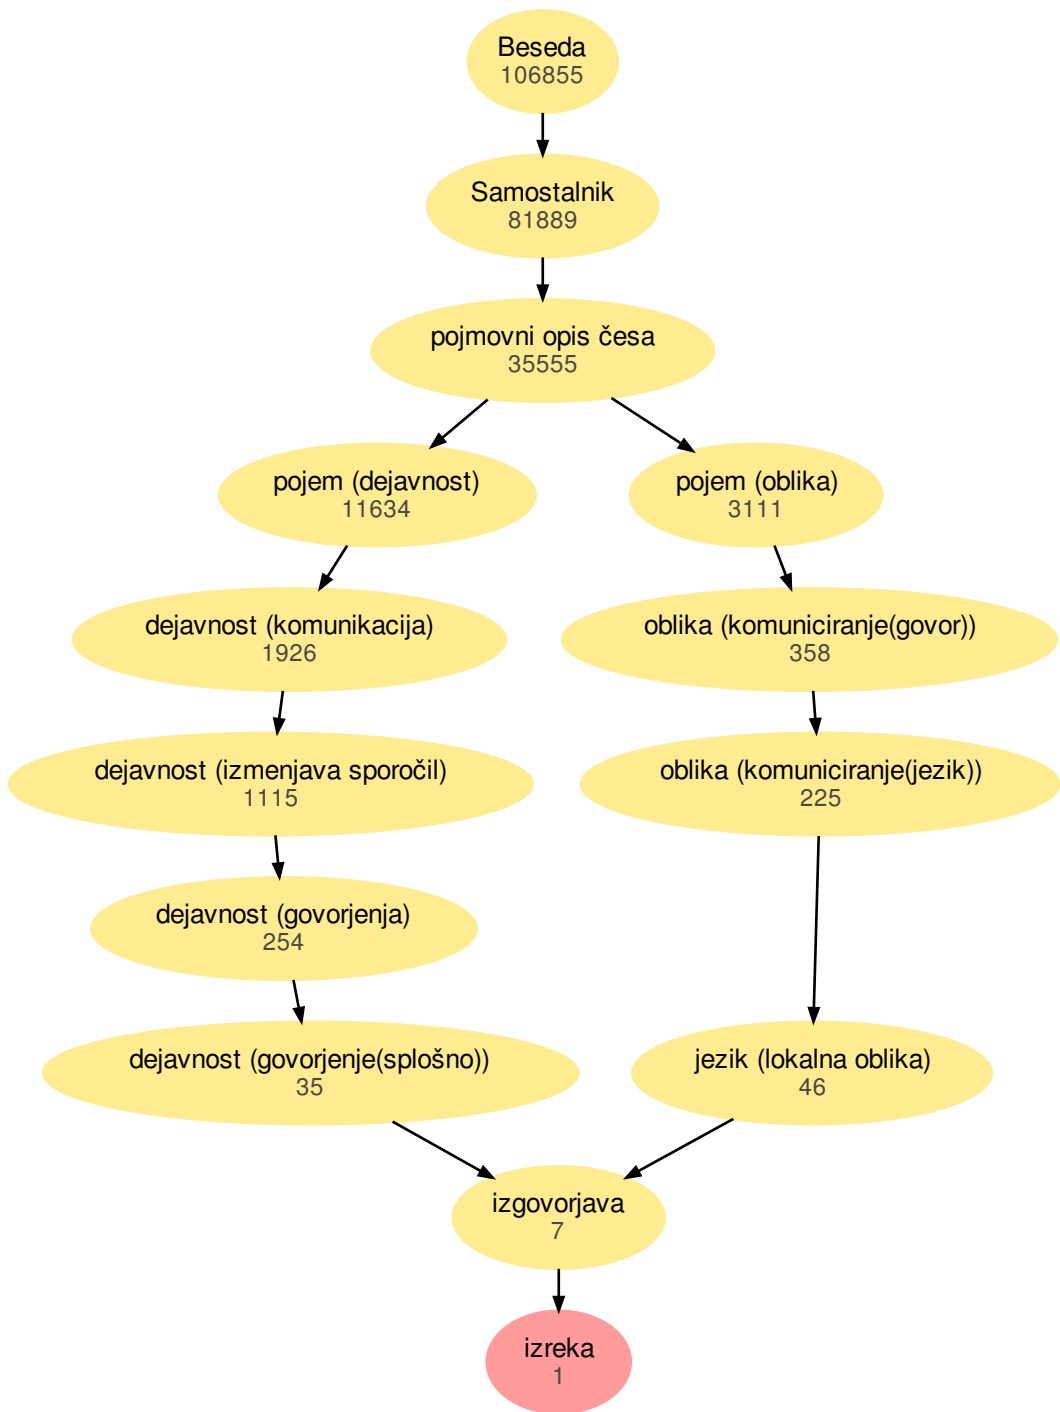 Beseda
106855
Samostalnik
81889
pojmovni opis česa
35555
pojem (dejavnost)
11634
pojem (oblika)
3111
dejavnost (komunikacija)
1926
oblika (komuniciranje(govor))
358
dejavnost (izmenjava sporočil)
1115
oblika (komuniciranje(jezik))
225
dejavnost (govorjenja)
254
dejavnost (govorjenje(splošno))
35
jezik (lokalna oblika)
46
izgovorjava
7
izreka
1